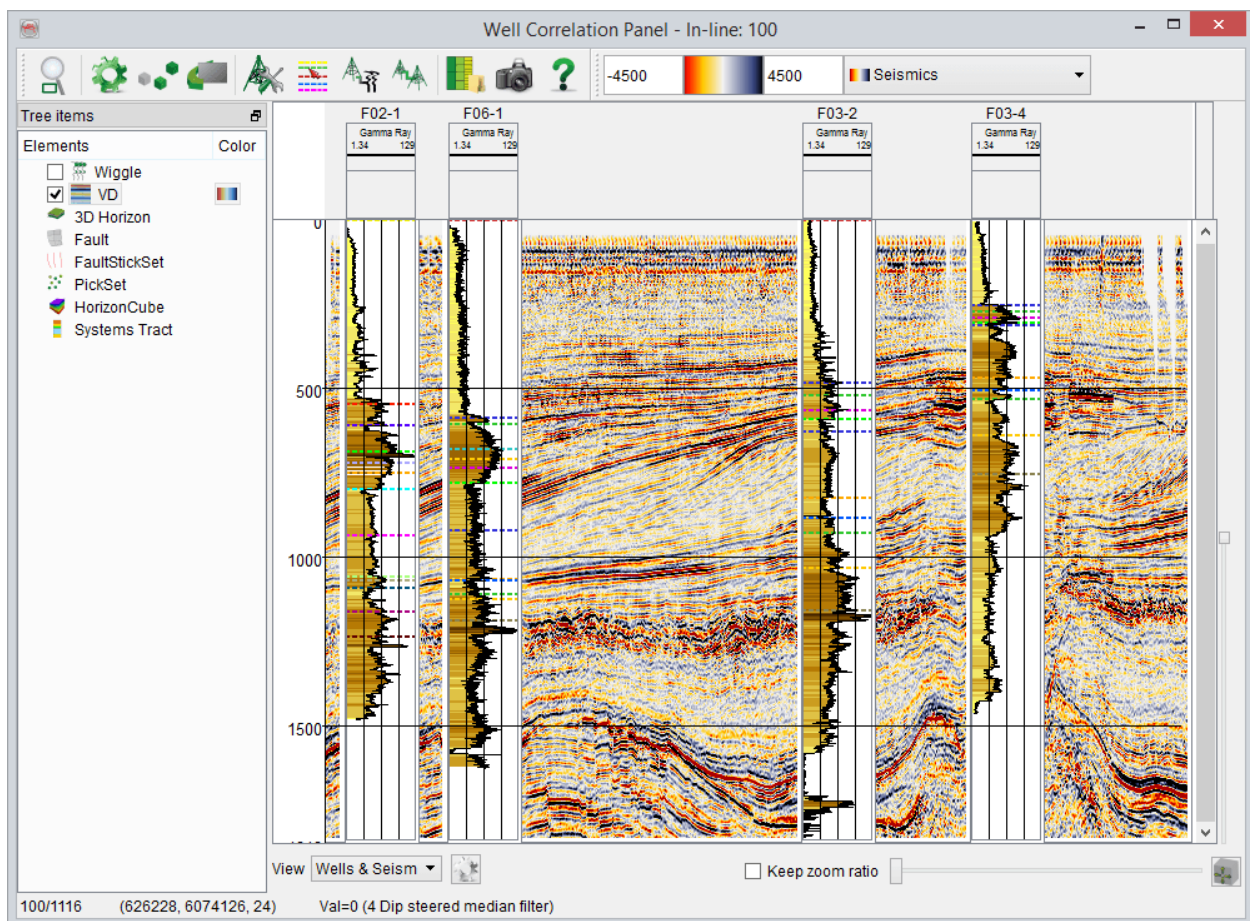 Well Correlation Panel - In-line: 100
-4500
4500
Seismics
Tree items
Elements Color
Wiggle
VD
3D Horizon
Fault
FaultStickSet
PickSet
HorizonCube
Systems Tract
F02-1 F06-1 F03-2 F03-4
Gamma Ray Gamma Ray Gamma Ray Gamma Ray
1.34 129 1.34 129 1.34 129 1.34 129
0
500
1000
1500
View Wells & Seism Keep zoom ratio
100/1116 (626228, 6074126, 24) Val=0 (4 Dip steered median filter)